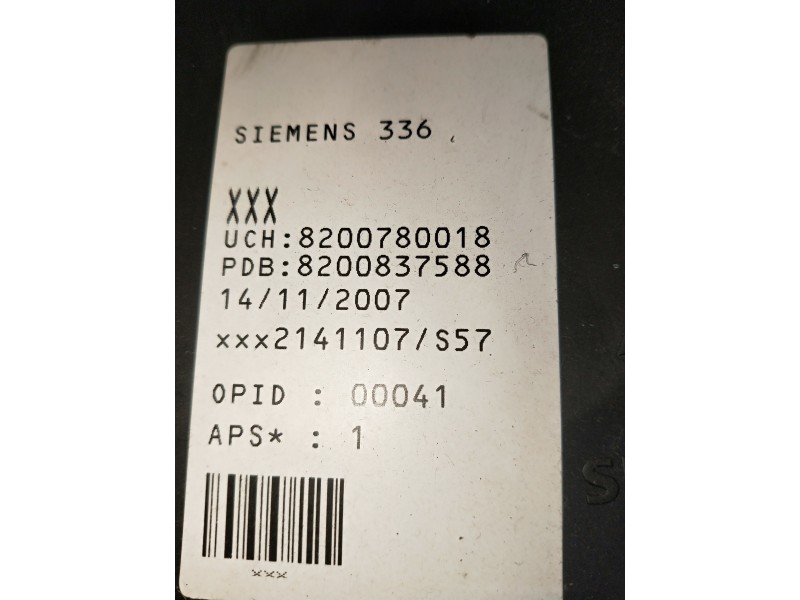 SIEMENS 336
XXX
UCH:8200780018
PDB:8200837588
14/11/2007
xxx2141107/S57
OPID : 00041
APS* : 1
xxx
S